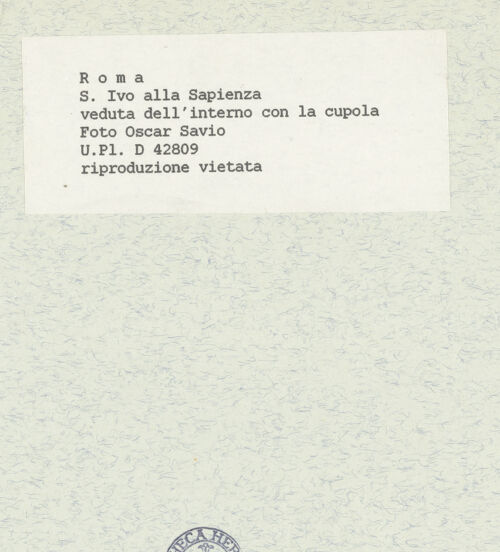 R o m a
S. Ivo alla Sapienza
veduta dell'interno con la cupola
Foto Oscar Savio
U.Pl. D 42809
riproduzione vietata